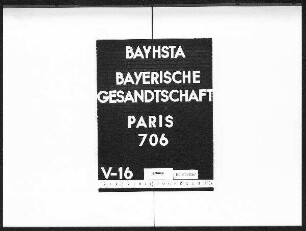 BAYHSTA
BAYERISCHE
GESANDTSCHAFT
PARIS
706
V-16